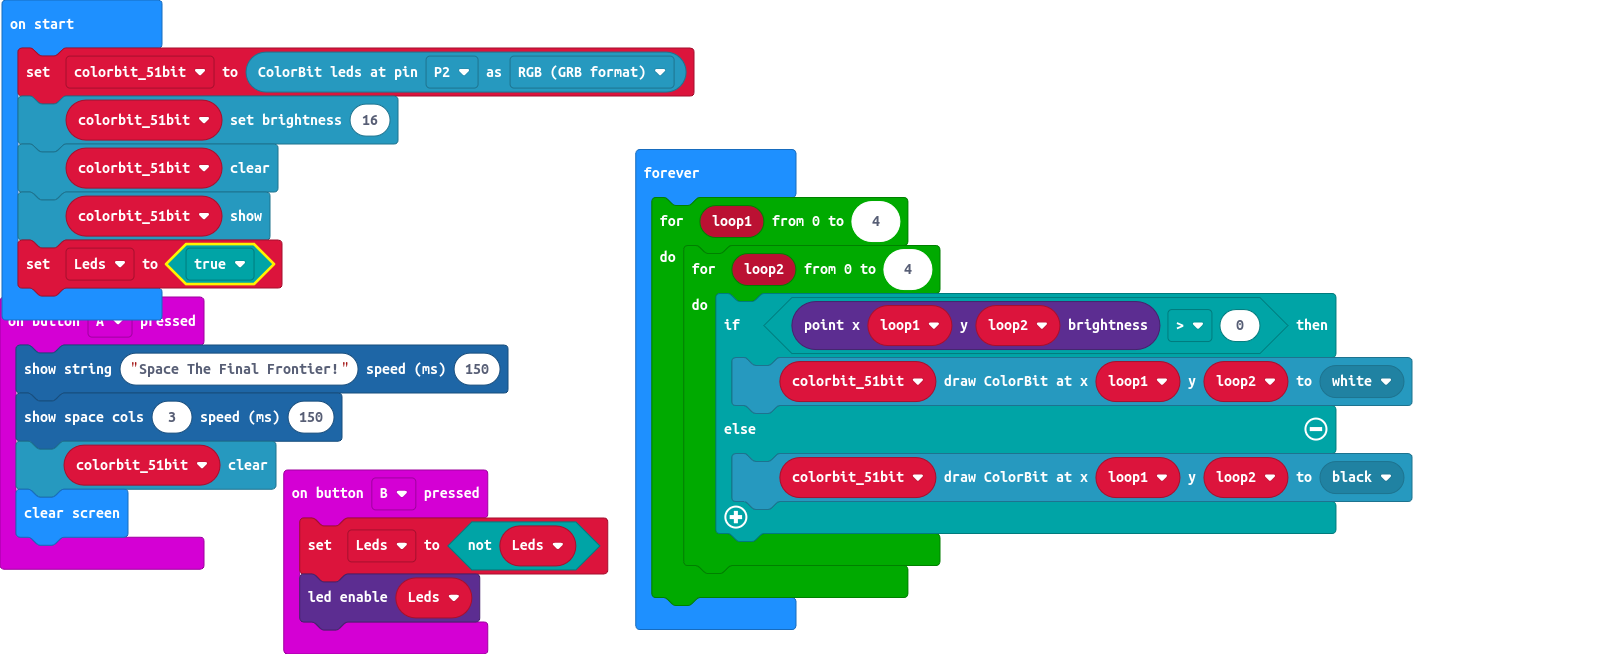 on start
set colorbit_51bit to ColorBit leds at pin P2 as RGB (GRB format)
colorbit_51bit set brightness 16
colorbit_51bit clear
colorbit_51bit show
set Leds to true
on button A pressed
show string "Space The Final Frontier!" speed (ms) 150
show space cols 3 speed (ms) 150
colorbit_51bit clear
clear screen
on button B pressed
set Leds to not Leds
led enable Leds
forever
for loop1 from 0 to 4
do
for loop2 from 0 to 4
do
if point x loop1 y loop2 brightness > 0 then
colorbit_51bit draw ColorBit at x loop1 y loop2 to white
else
colorbit_51bit draw ColorBit at x loop1 y loop2 to black